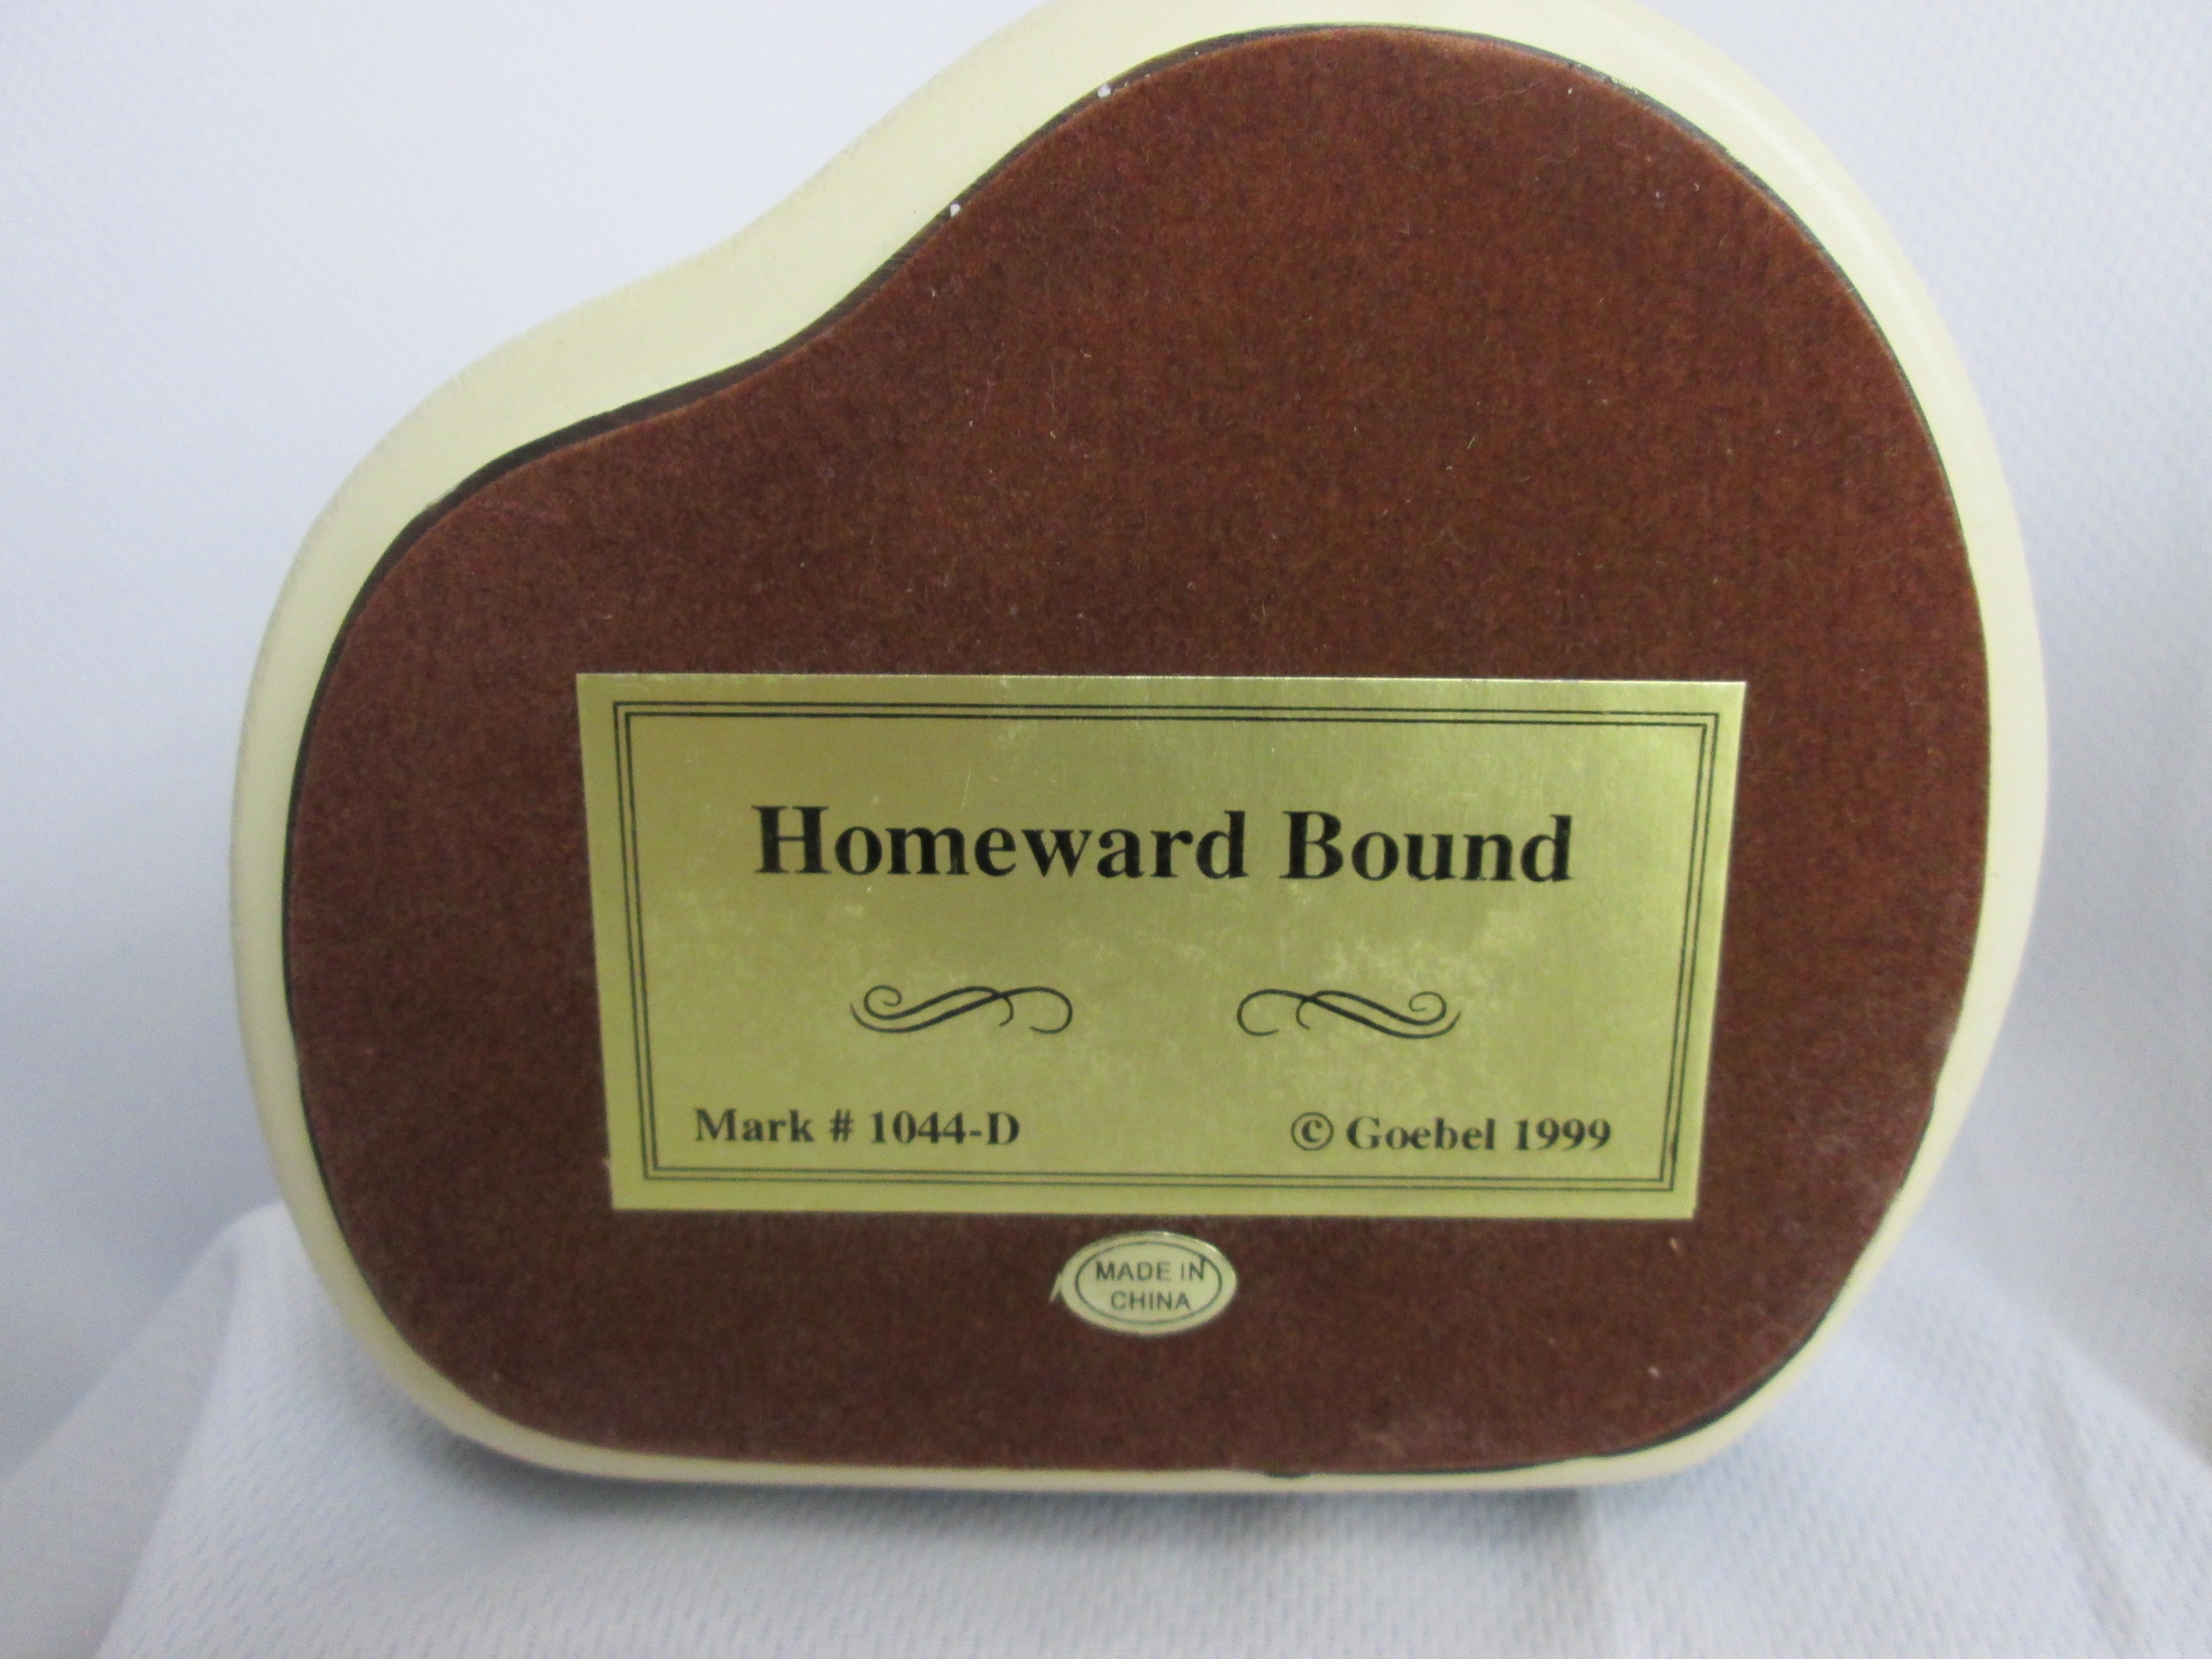 Homeward Bound
Mark # 1044-D
© Goebel 1999
MADE IN
CHINA